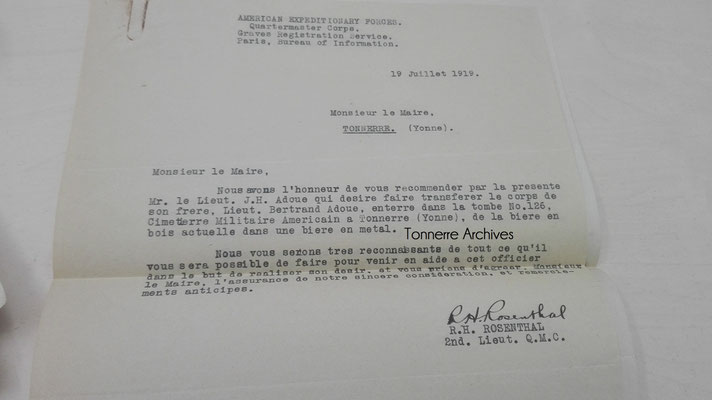 AMERICAN EXPEDITIONARY FORCES.
Quartermaster Corps.
Graves Registration Service.
Paris, Bureau of Information.
19 Juillet 1919.
Monsieur le Maire.
TONNERRE. (Yonne).
Monsieur le Maire,
Nous avons l'honneur de vous recommender par la presente
Mr. le Lieut. J.H. Adoue qui desire faire transferer le corps de
son frere, Lieut. Bertrand Adoue, enterre dans la tombe No.126,
Cimetierre Militaire Americain a Tonnerre (Yonne), de la biere en
bois actuelle dans une biere en metal.
Tonnerre Archives
Nous vous serions tres reconnaissants de tout ce qu'il
vous sera possible de faire pour venir en aide a cet officier
dans le but de realiser son desir, et vous prions d'agreer, Monsieur
le Maire, l'assurance de notre sincere consideration, et remercie-
ments anticipes.
R.H. Rosenthal
R.H. ROSENTHAL
2nd. Lieut. Q.M.C.